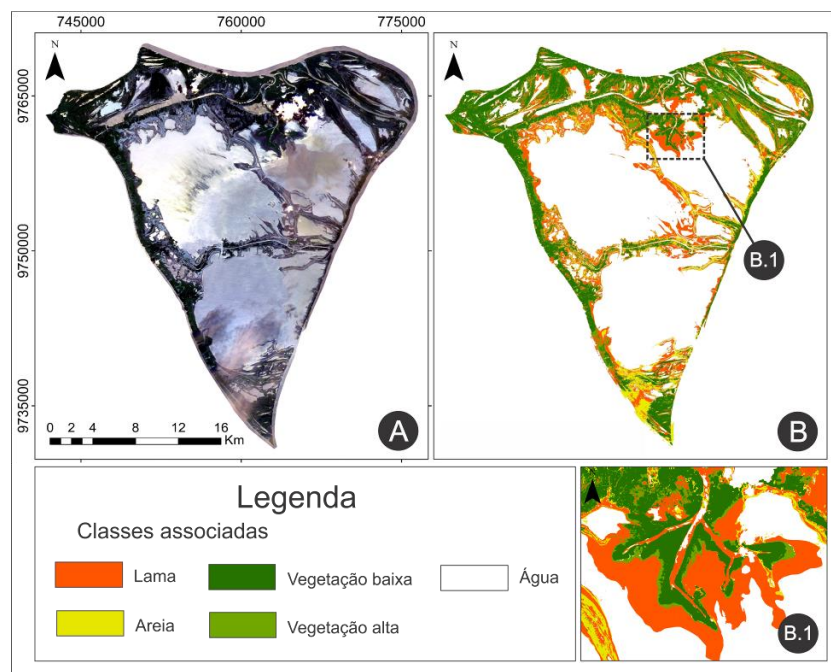 745000 760000 775000
N
N
9765000
9750000
9735000
0 2 4 8 12 16
Km
A
B
B.1
Legenda
Classes associadas
Lama
Vegetação baixa
Água
Areia
Vegetação alta
B.1